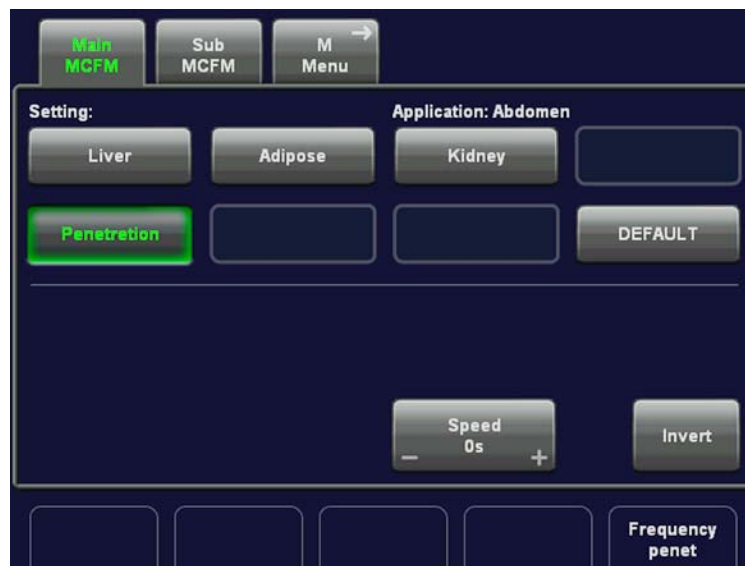 Main
MCFM
Sub
MCFM
M
Menu
Setting:
Application: Abdomen
Liver
Adipose
Kidney
Penetretion
DEFAULT
Speed
0s
− +
Invert
Frequency
penet